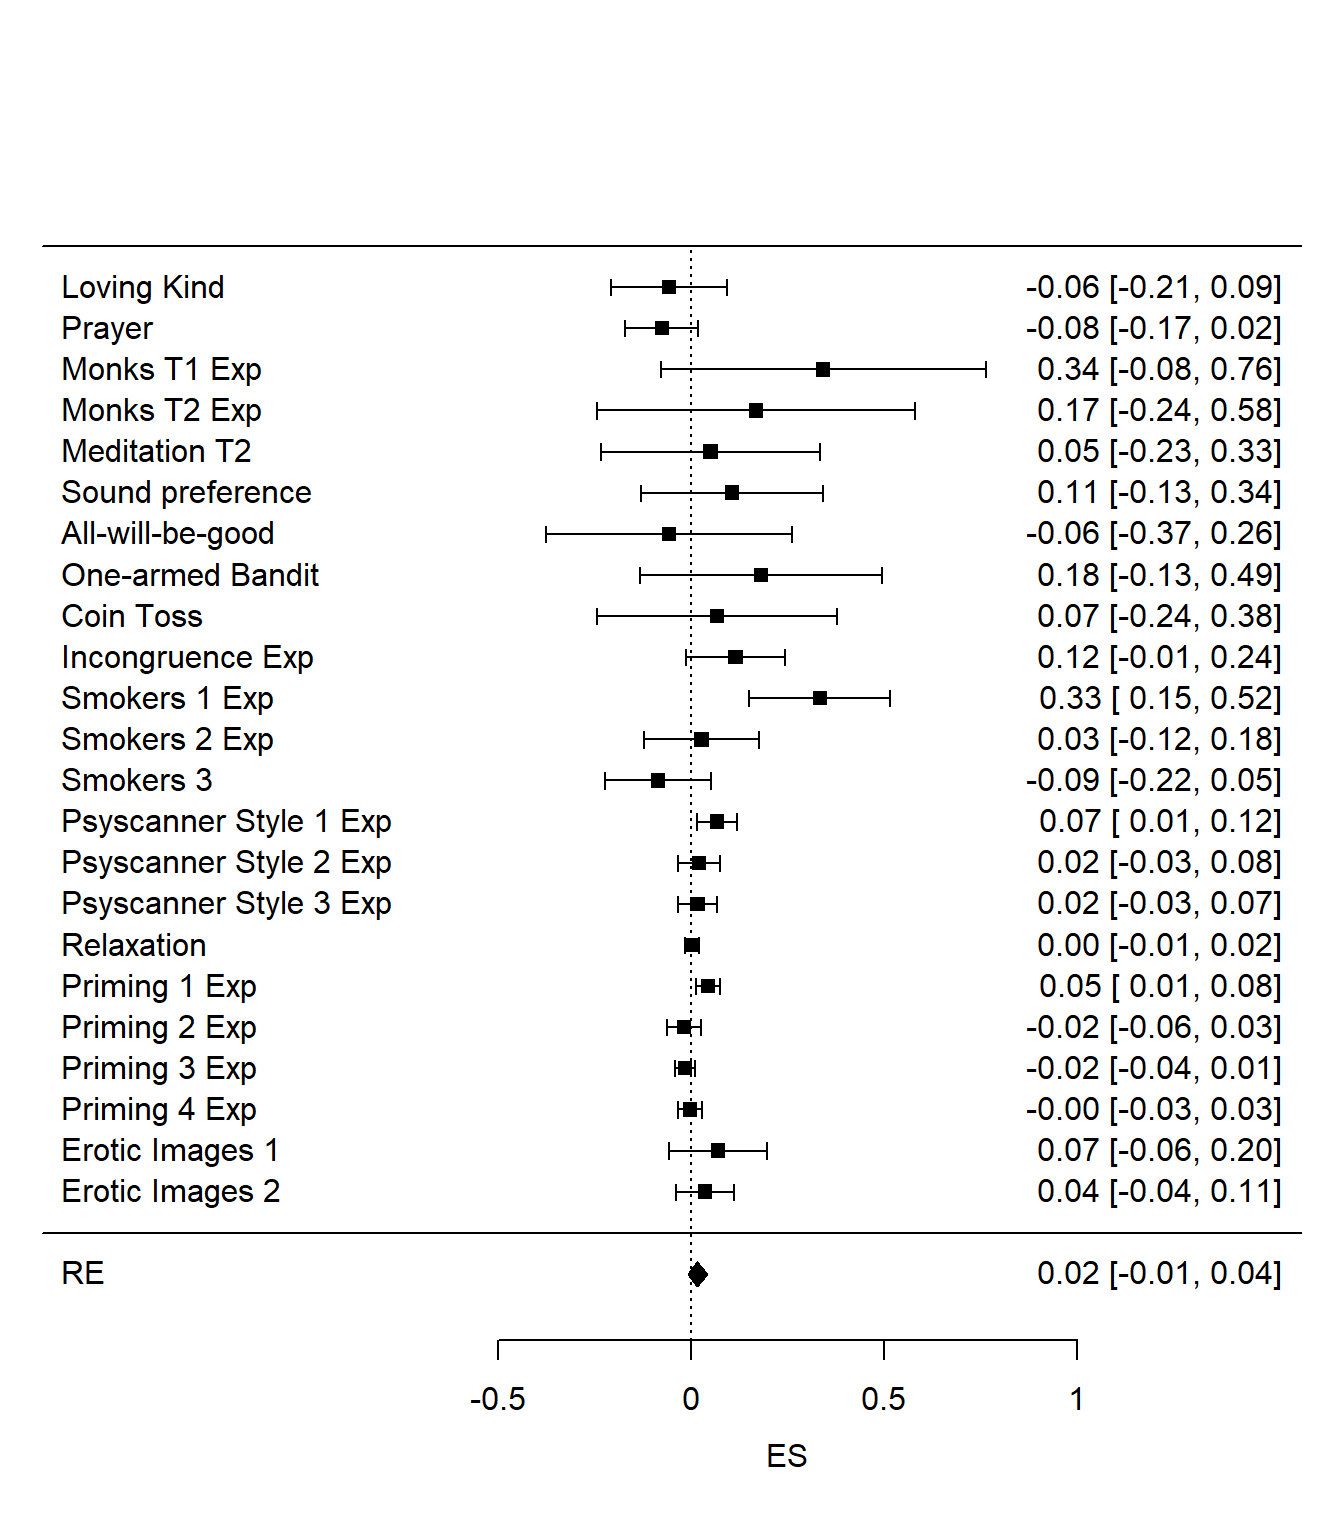 Loving Kind -0.06 [-0.21, 0.09]
Prayer -0.08 [-0.17, 0.02]
Monks T1 Exp 0.34 [-0.08, 0.76]
Monks T2 Exp 0.17 [-0.24, 0.58]
Meditation T2 0.05 [-0.23, 0.33]
Sound preference 0.11 [-0.13, 0.34]
All-will-be-good -0.06 [-0.37, 0.26]
One-armed Bandit 0.18 [-0.13, 0.49]
Coin Toss 0.07 [-0.24, 0.38]
Incongruence Exp 0.12 [-0.01, 0.24]
Smokers 1 Exp 0.33 [ 0.15, 0.52]
Smokers 2 Exp 0.03 [-0.12, 0.18]
Smokers 3 -0.09 [-0.22, 0.05]
Psyscanner Style 1 Exp 0.07 [ 0.01, 0.12]
Psyscanner Style 2 Exp 0.02 [-0.03, 0.08]
Psyscanner Style 3 Exp 0.02 [-0.03, 0.07]
Relaxation 0.00 [-0.01, 0.02]
Priming 1 Exp 0.05 [ 0.01, 0.08]
Priming 2 Exp -0.02 [-0.06, 0.03]
Priming 3 Exp -0.02 [-0.04, 0.01]
Priming 4 Exp -0.00 [-0.03, 0.03]
Erotic Images 1 0.07 [-0.06, 0.20]
Erotic Images 2 0.04 [-0.04, 0.11]
RE 0.02 [-0.01, 0.04]
-0.5 0 0.5 1
ES